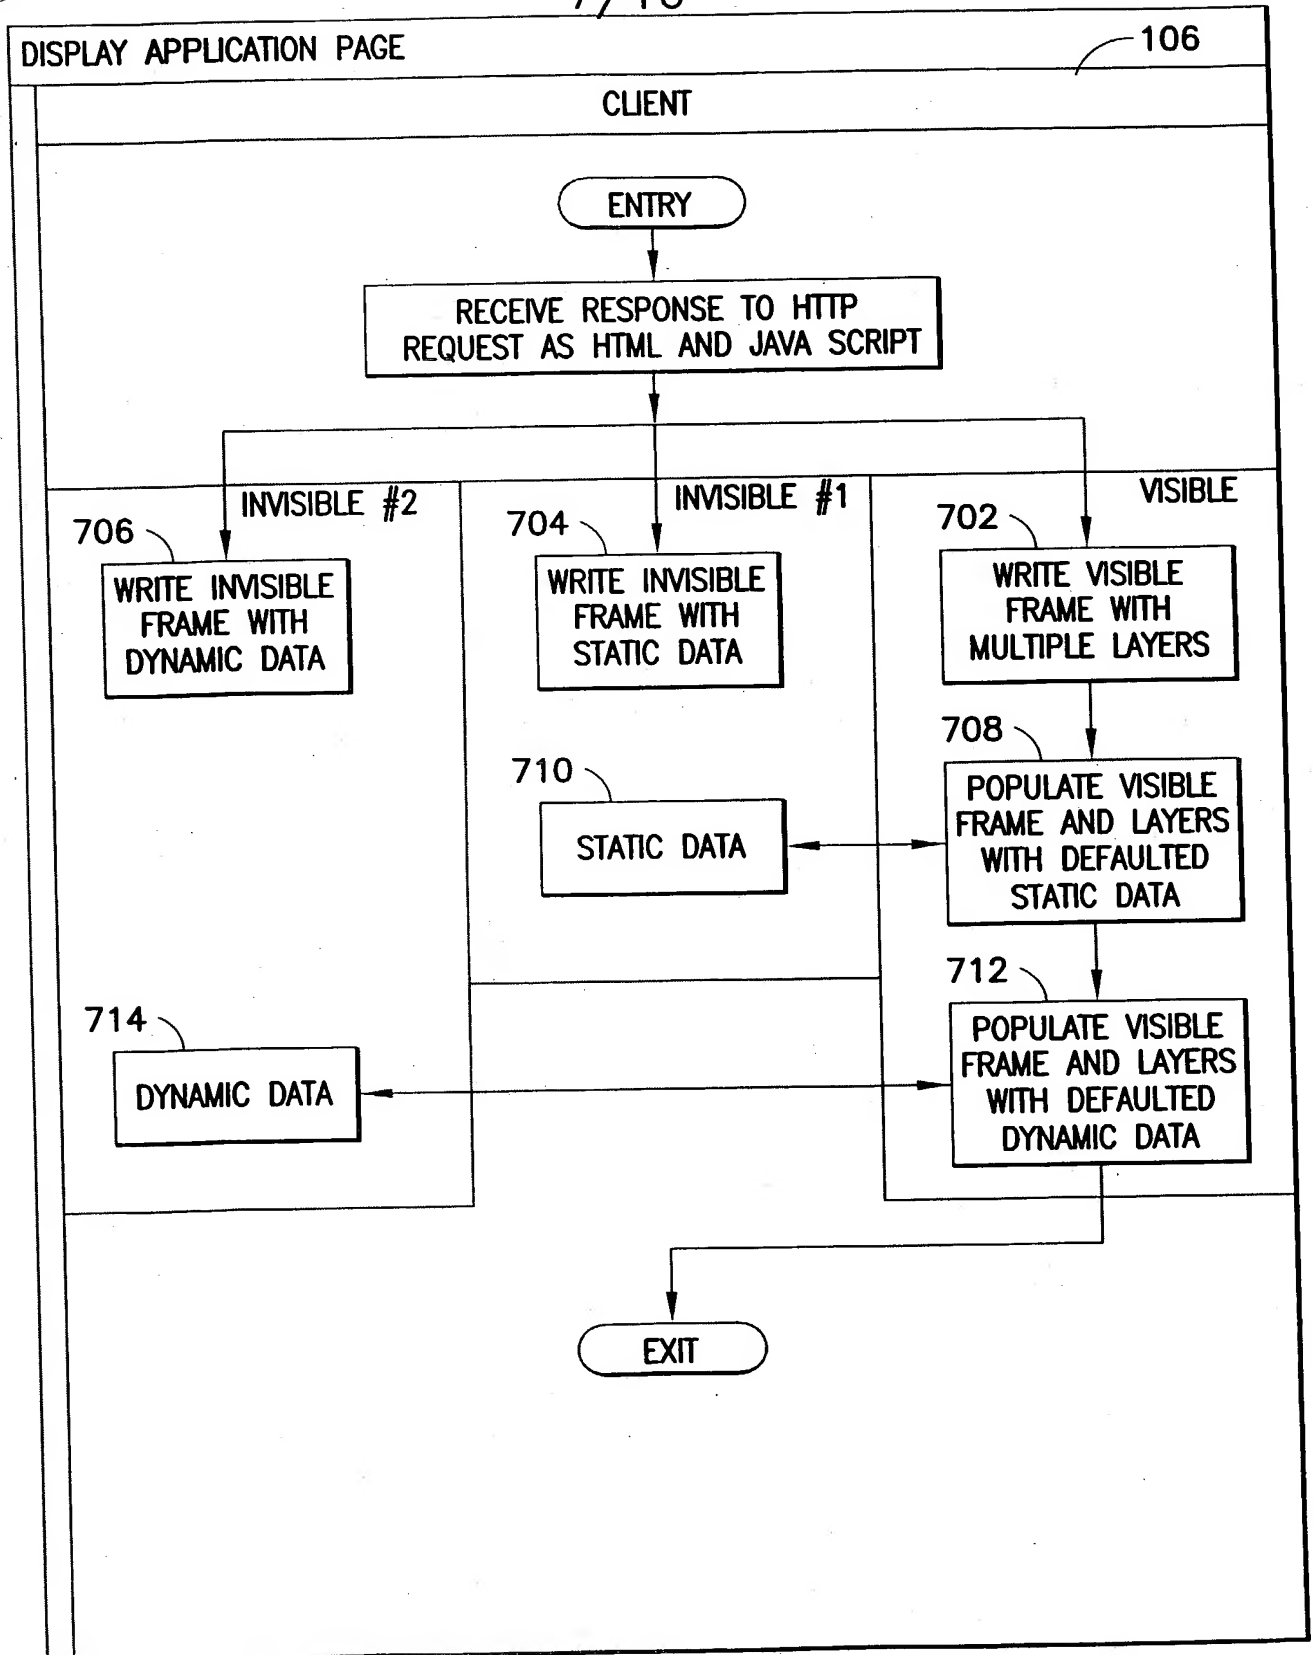 DISPLAY APPLICATION PAGE
106
CLIENT
ENTRY
RECEIVE RESPONSE TO HTTP
REQUEST AS HTML AND JAVA SCRIPT
INVISIBLE #2
706
WRITE INVISIBLE
FRAME WITH
DYNAMIC DATA
INVISIBLE #1
704
WRITE INVISIBLE
FRAME WITH
STATIC DATA
VISIBLE
702
WRITE VISIBLE
FRAME WITH
MULTIPLE LAYERS
708
POPULATE VISIBLE
FRAME AND LAYERS
WITH DEFAULTED
STATIC DATA
710
STATIC DATA
712
POPULATE VISIBLE
FRAME AND LAYERS
WITH DEFAULTED
DYNAMIC DATA
714
DYNAMIC DATA
EXIT